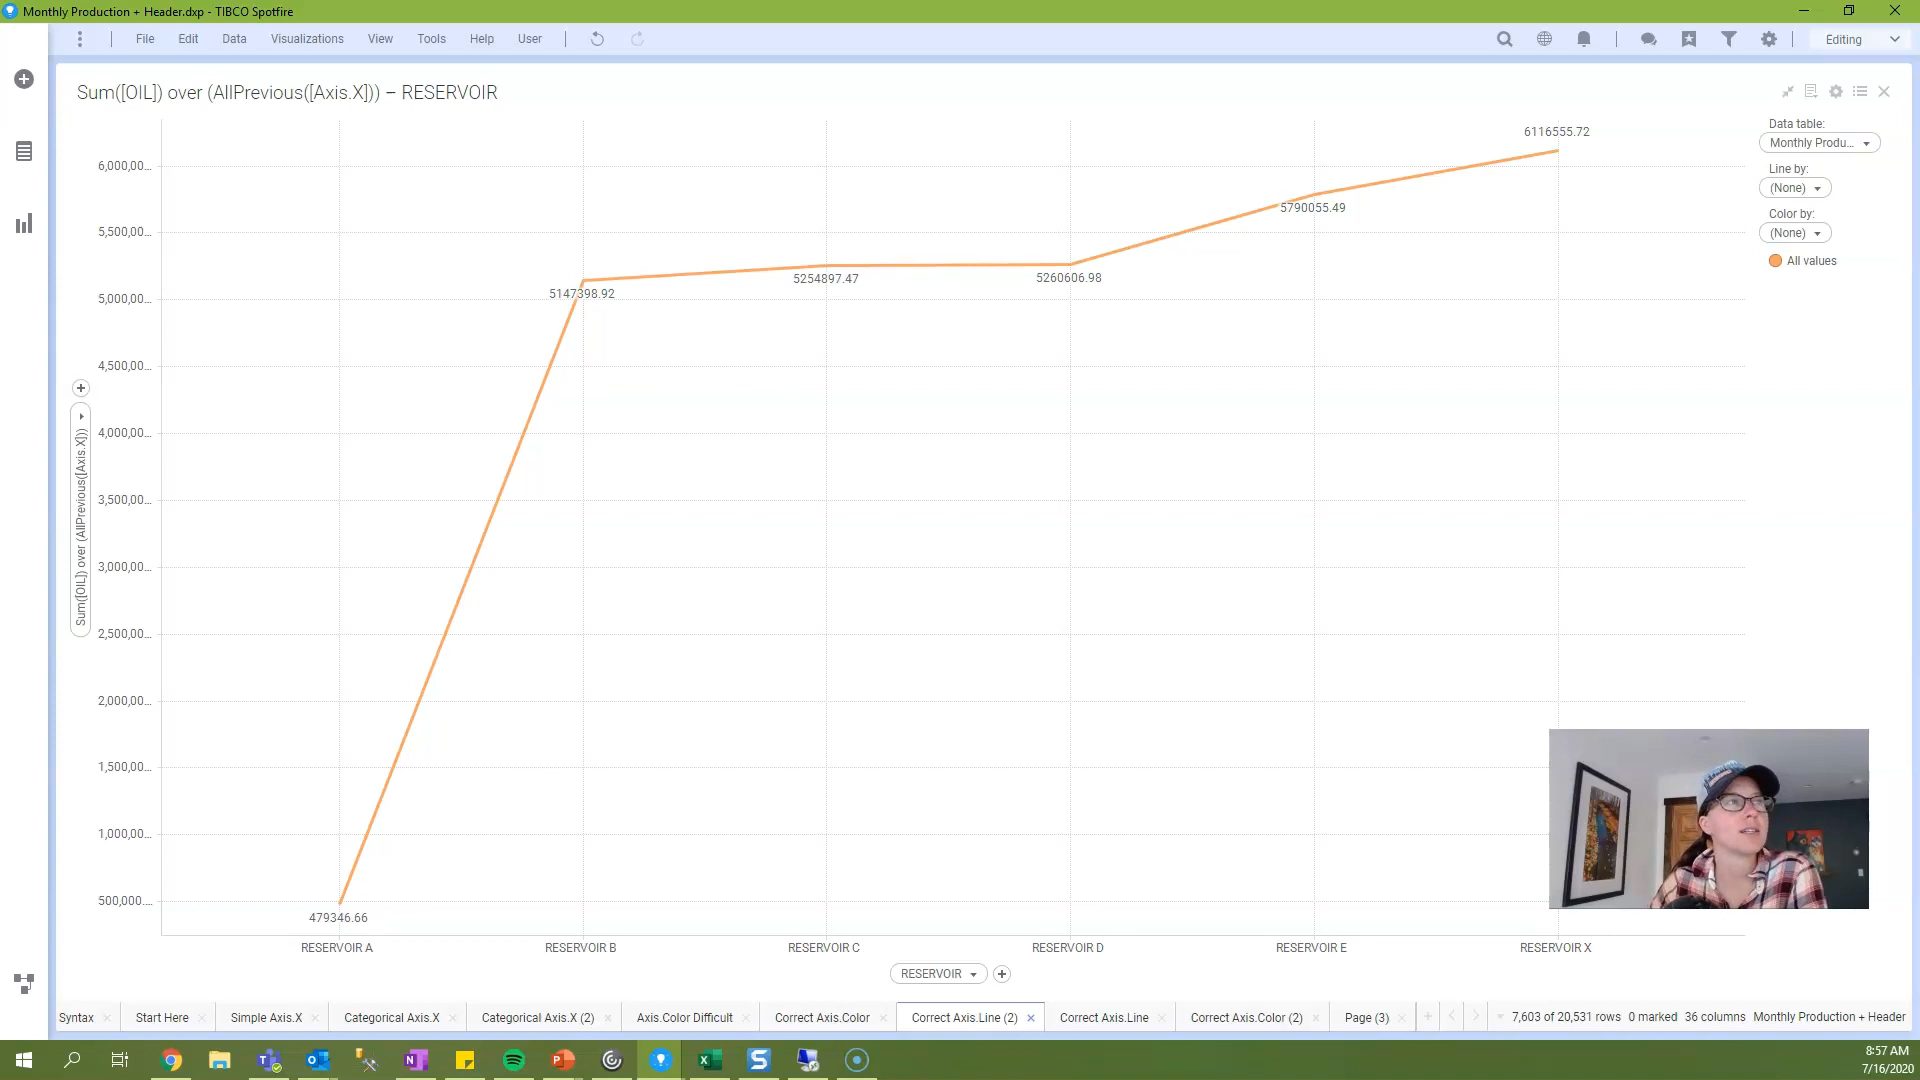 Monthly Production + Header.dxp - TIBCO Spotfire
File Edit Data Visualizations View Tools Help User Editing
Sum([OIL]) over (AllPrevious([Axis.X])) – RESERVOIR
Data table:
Monthly Produ...
Line by:
(None)
Color by:
(None)
All values
Sum([OIL]) over (AllPrevious([Axis.X]))
6,000,00...
5,500,00...
5,000,00...
4,500,00...
4,000,00...
3,500,00...
3,000,00...
2,500,00...
2,000,00...
1,500,00...
1,000,00...
500,000....
479346.66
5147398.92
5254897.47
5260606.98
5790055.49
6116555.72
RESERVOIR A RESERVOIR B RESERVOIR C RESERVOIR D RESERVOIR E RESERVOIR X
RESERVOIR
Syntax Start Here Simple Axis.X Categorical Axis.X Categorical Axis.X (2) Axis.Color Difficult Correct Axis.Color Correct Axis.Line (2) Correct Axis.Line Correct Axis.Color (2) Page (3) 7,603 of 20,531 rows 0 marked 36 columns Monthly Production + Header
8:57 AM
7/16/2020